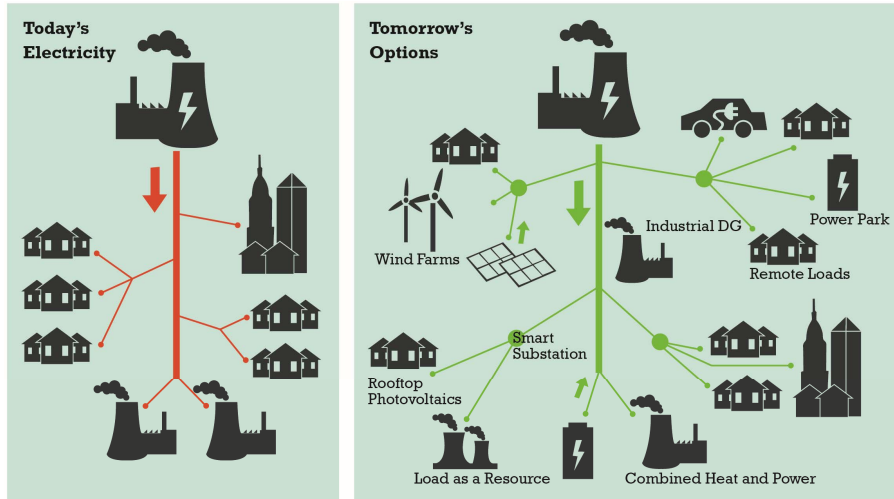 Today's
Electricity
Tomorrow's
Options
Wind Farms
Industrial DG
Power Park
Remote Loads
Smart
Substation
Rooftop
Photovoltaics
Load as a Resource
Combined Heat and Power